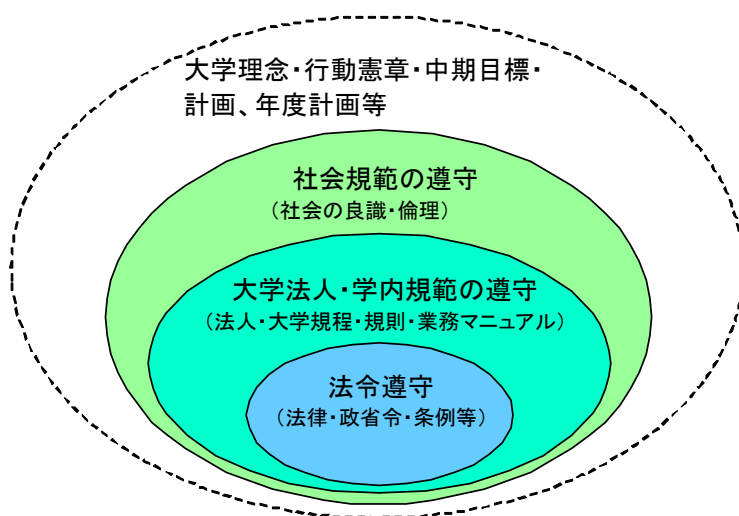 大学理念・行動憲章・中期目標・
計画、年度計画等
社会規範の遵守
（社会の良識・倫理）
大学法人・学内規範の遵守
（法人・大学規程・規則・業務マニュアル）
法令遵守
（法律・政省令・条例等）